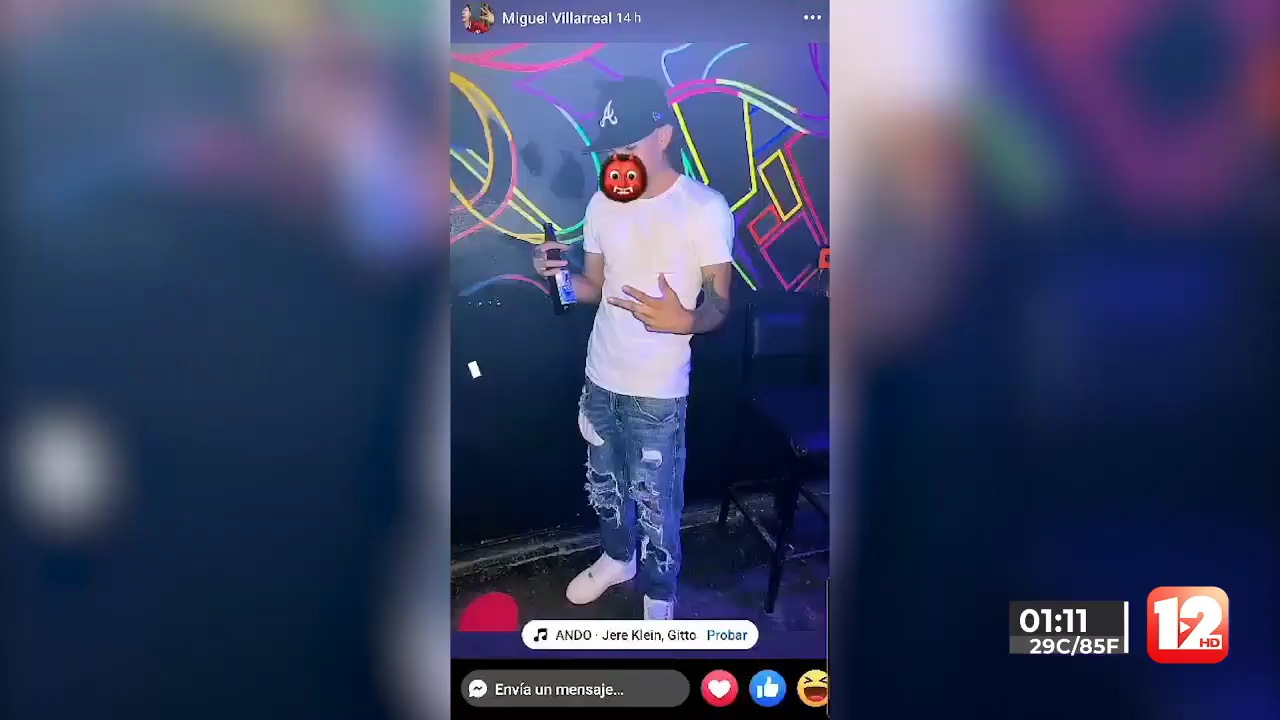 Miguel Villarreal 14 h
A
ANDO · Jere Klein, Gitto Probar
Envía un mensaje...
01:11
29C/85F
12
HD